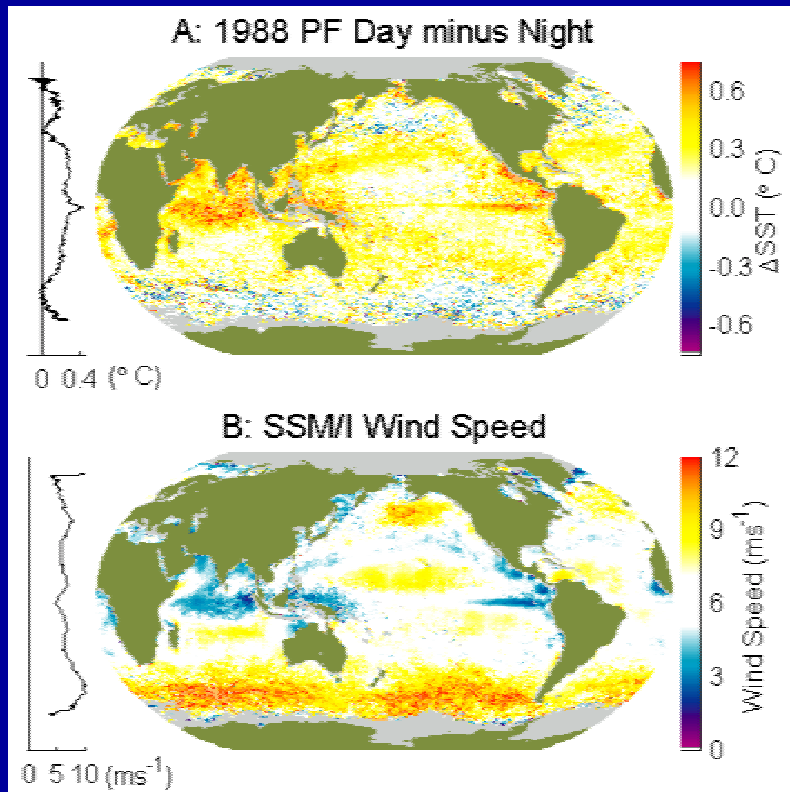 A: 1988 PF Day minus Night
0.6
0.3
0.0
-0.3
-0.6
ΔSST (° C)
0 0.4 (° C)
B: SSM/I Wind Speed
12
9
6
3
0
Wind Speed (ms⁻¹)
0 5 10 (ms⁻¹)